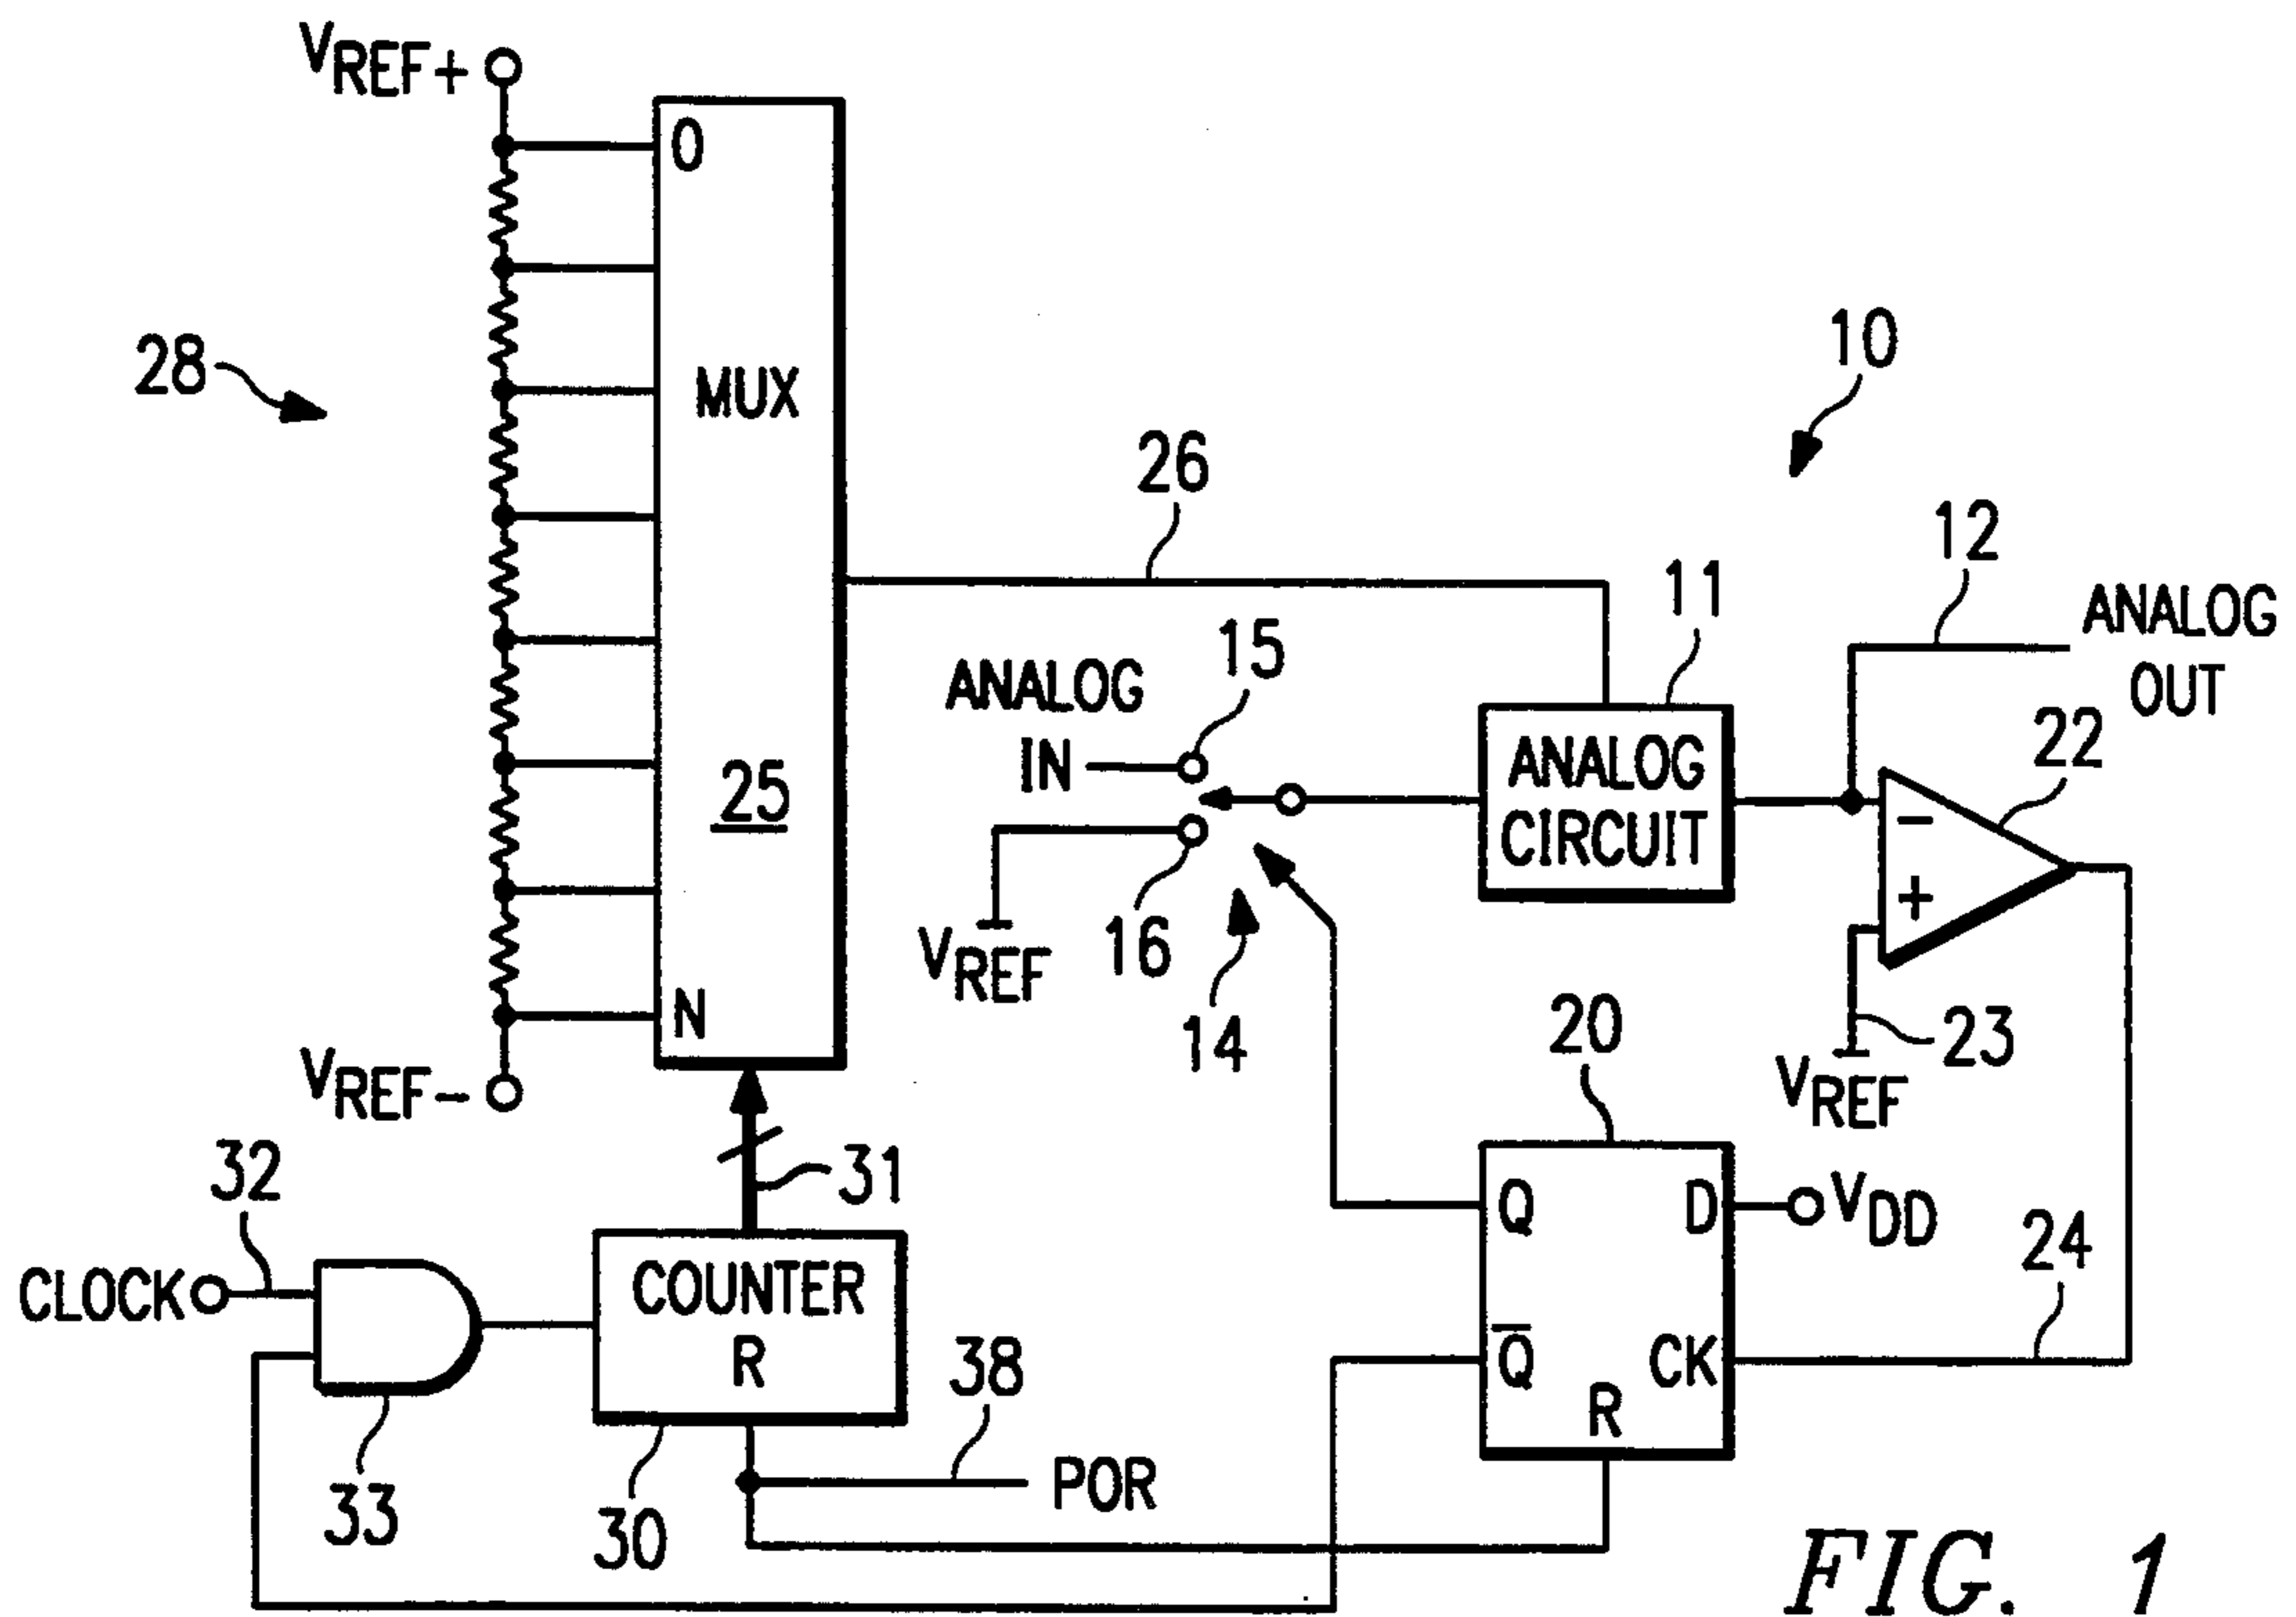 VREF+
O
MUX
28
10
26
12
11
ANALOG
OUT
15
ANALOG
IN
22
25
ANALOG
CIRCUIT
−
+
16
VREF
14
20
23
VREF
N
VREF-
31
32
Q
D
VDD
24
CLOCK
COUNTER
R
38
Q̅
CK
R
33
30
POR
FIG. 1